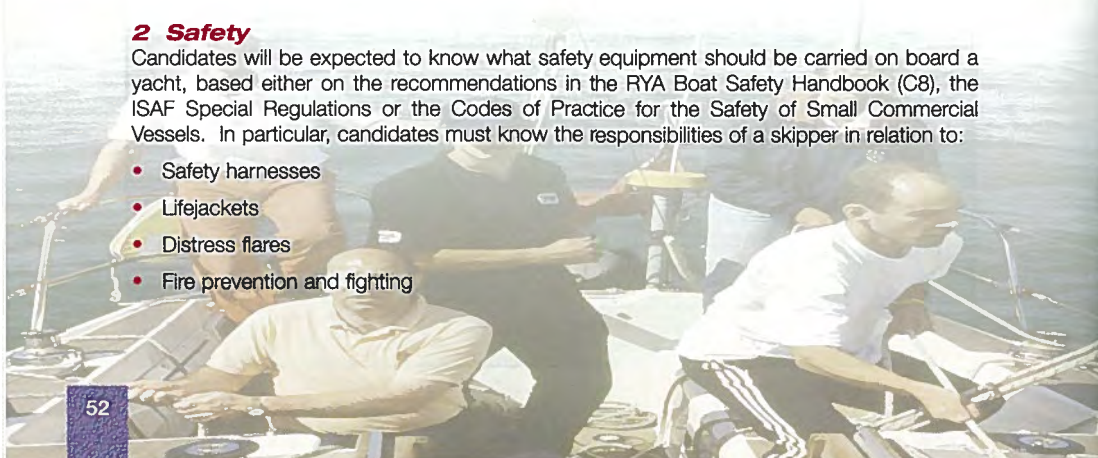 2 Safety
Candidates will be expected to know what safety equipment should be carried on board a
yacht, based either on the recommendations in the RYA Boat Safety Handbook (C8), the
ISAF Special Regulations or the Codes of Practice for the Safety of Small Commercial
Vessels. In particular, candidates must know the responsibilities of a skipper in relation to:
• Safety harnesses
• Lifejackets
• Distress flares
• Fire prevention and fighting
52